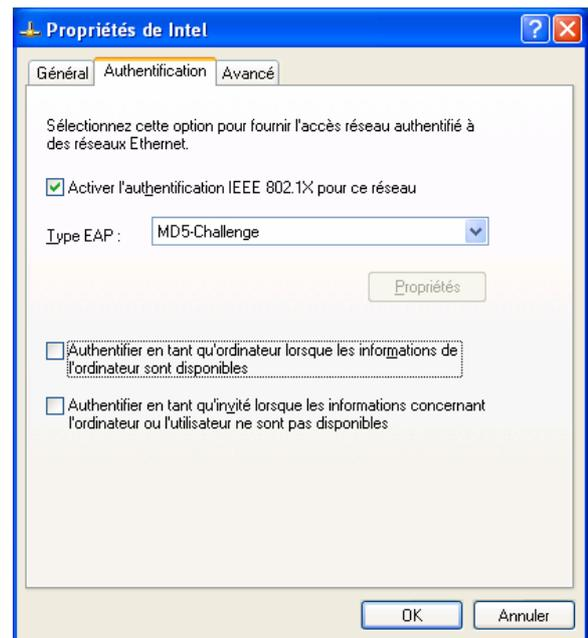 Propriétés de Intel
Général
Authentification
Avancé
Sélectionnez cette option pour fournir l'accès réseau authentifié à
des réseaux Ethernet.
Activer l'authentification IEEE 802.1X pour ce réseau
Type EAP :
MD5-Challenge
Propriétés
Authentifier en tant qu'ordinateur lorsque les informations de
l'ordinateur sont disponibles
Authentifier en tant qu'invité lorsque les informations concernant
l'ordinateur ou l'utilisateur ne sont pas disponibles
OK
Annuler